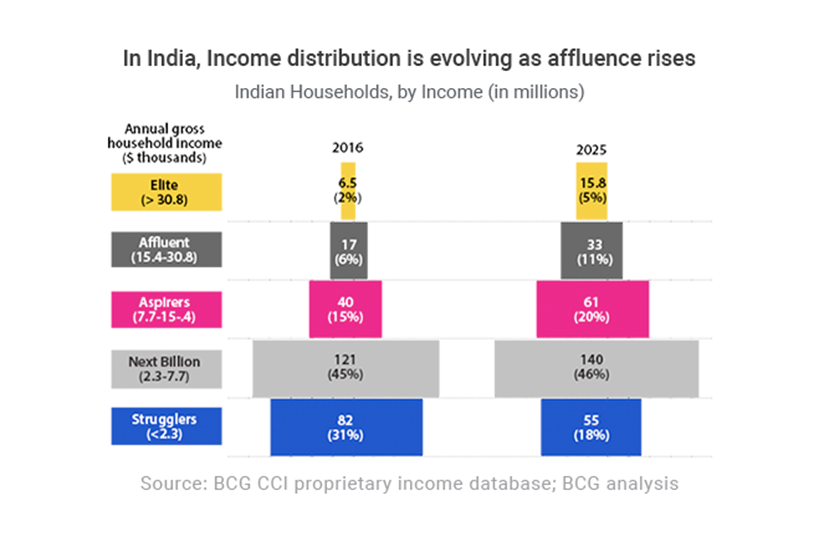 In India, Income distribution is evolving as affluence rises
Indian Households, by Income (in millions)
Annual gross
household income
($ thousands)
2016
2025
Elite
(> 30.8)
6.5
(2%)
15.8
(5%)
Affluent
(15.4-30.8)
17
(6%)
33
(11%)
Aspirers
(7.7-15-.4)
40
(15%)
61
(20%)
Next Billion
(2.3-7.7)
121
(45%)
140
(46%)
Strugglers
(<2.3)
82
(31%)
55
(18%)
Source: BCG CCI proprietary income database; BCG analysis